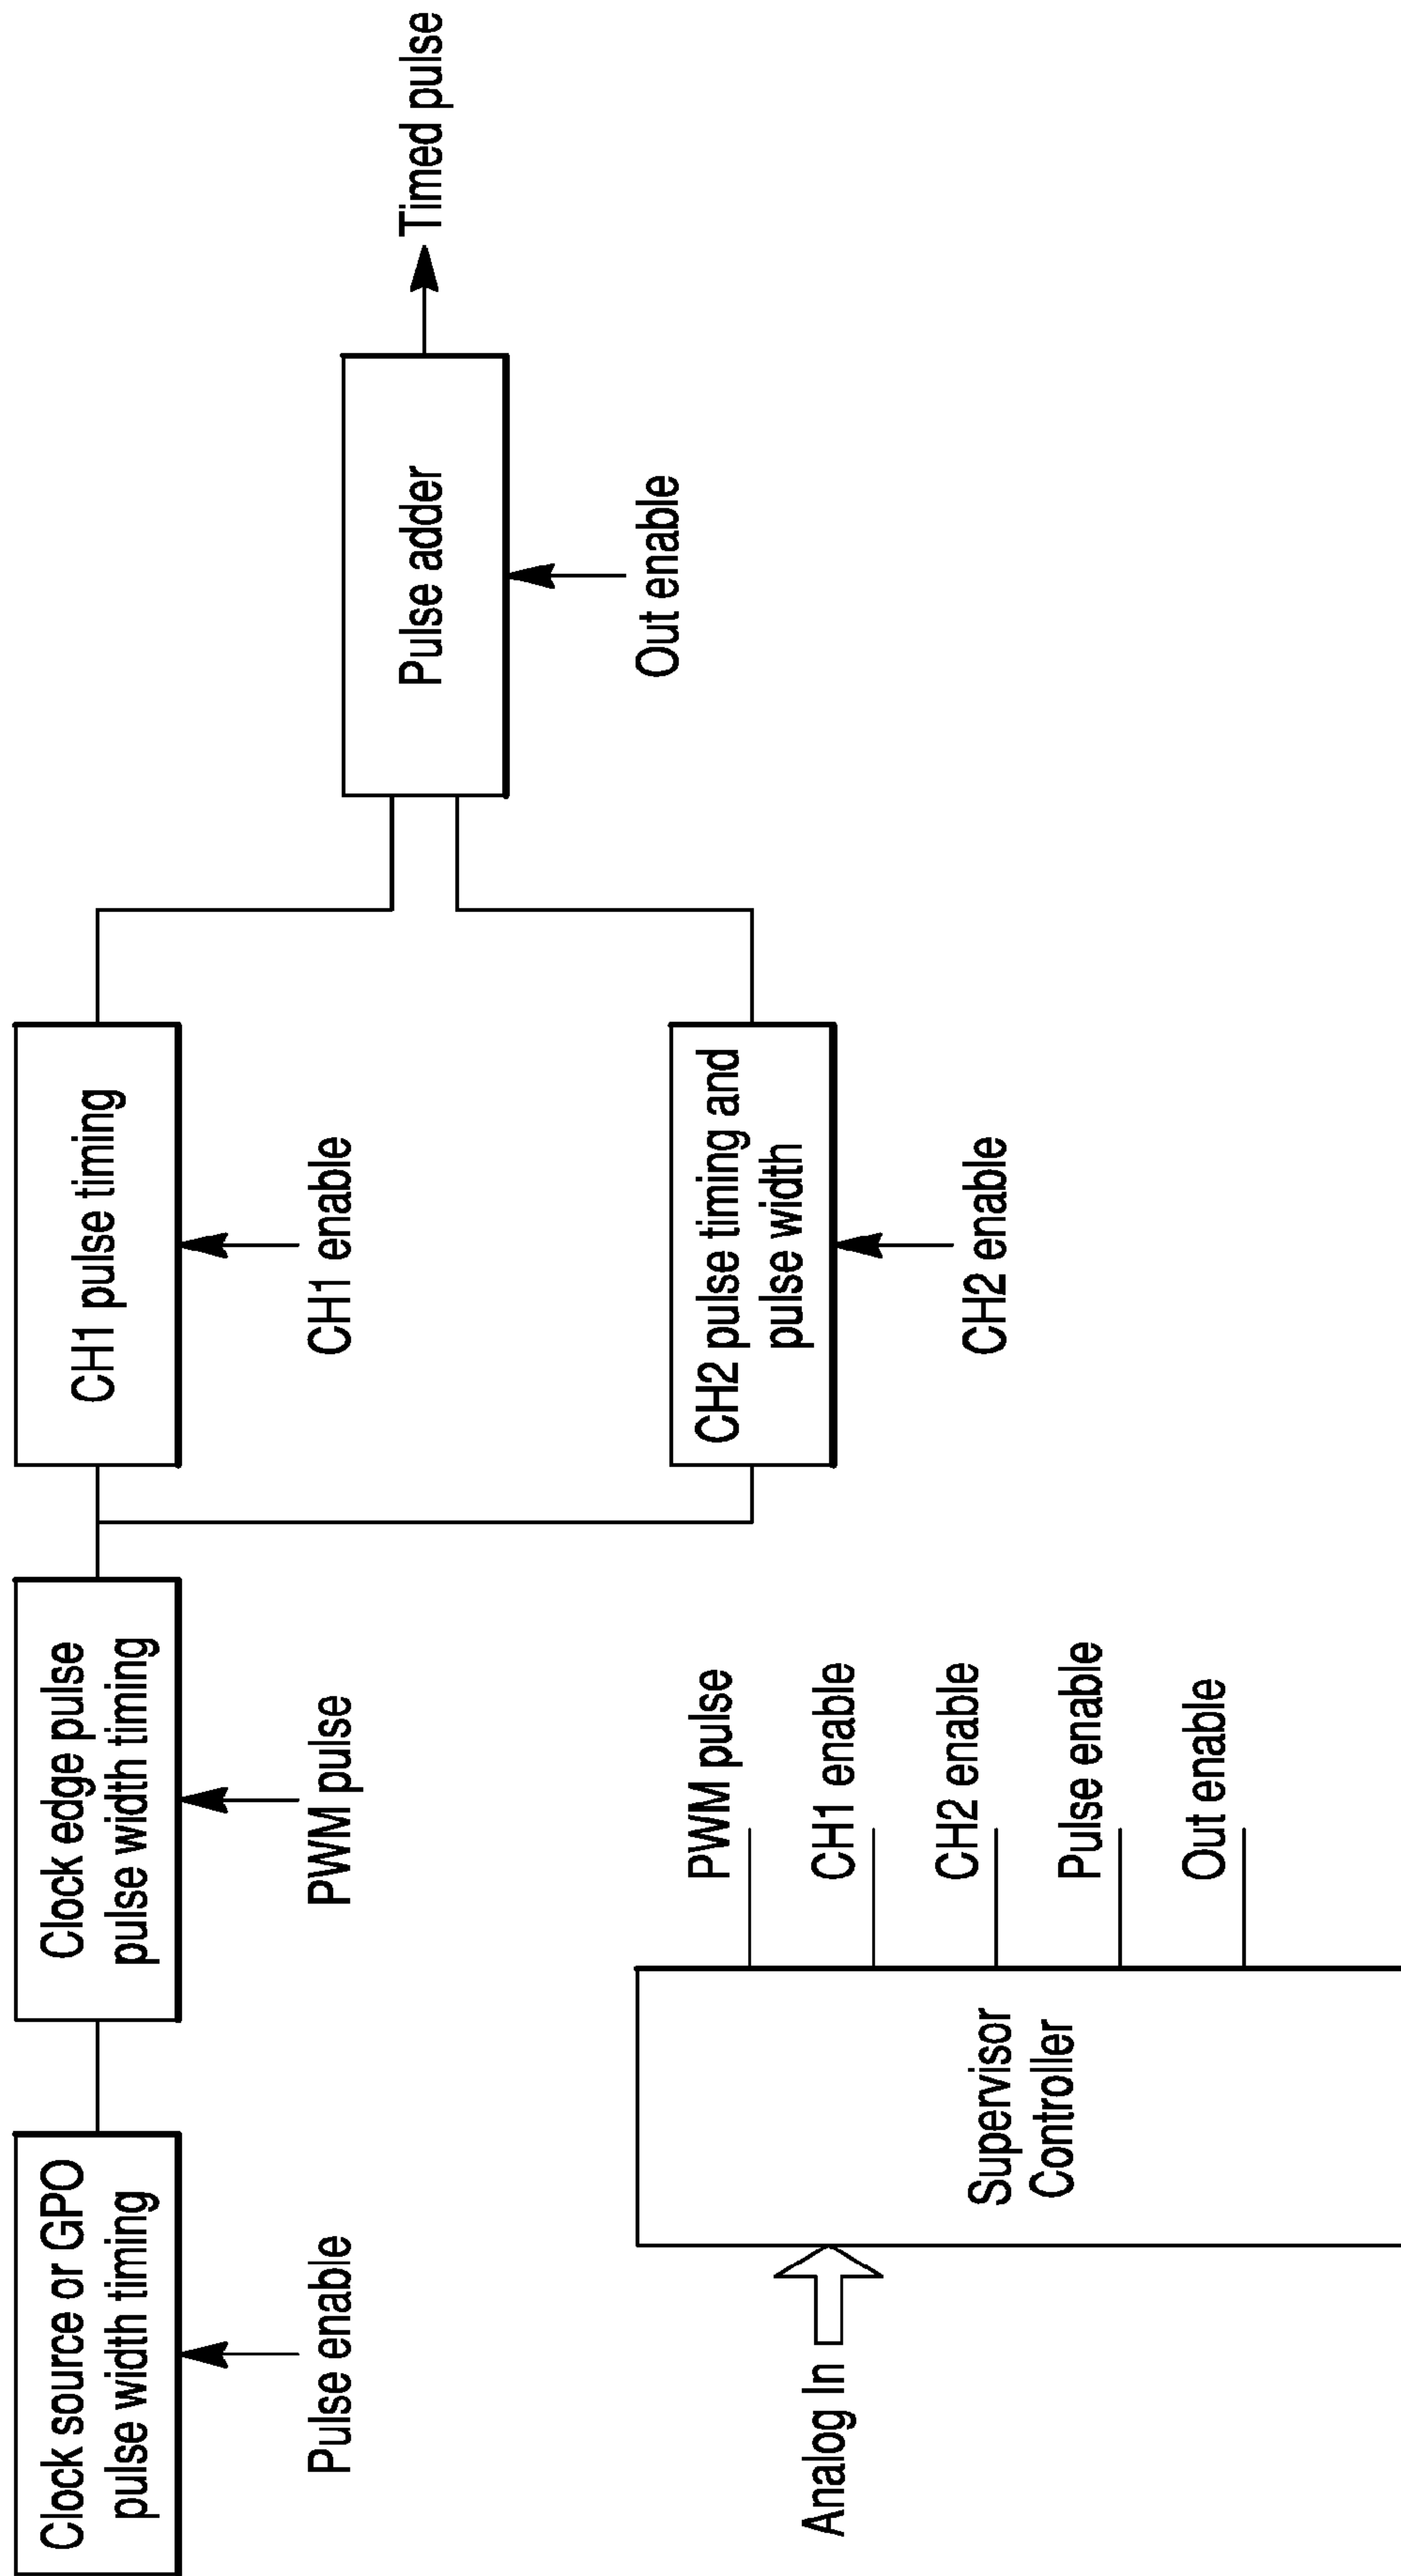 Clock source or GPO
pulse width timing
Pulse enable
Clock edge pulse
pulse width timing
PWM pulse
CH1 pulse timing
CH1 enable
CH2 pulse timing and
pulse width
CH2 enable
Pulse adder
Out enable
Timed pulse
Analog In
Supervisor
Controller
PWM pulse
CH1 enable
CH2 enable
Pulse enable
Out enable